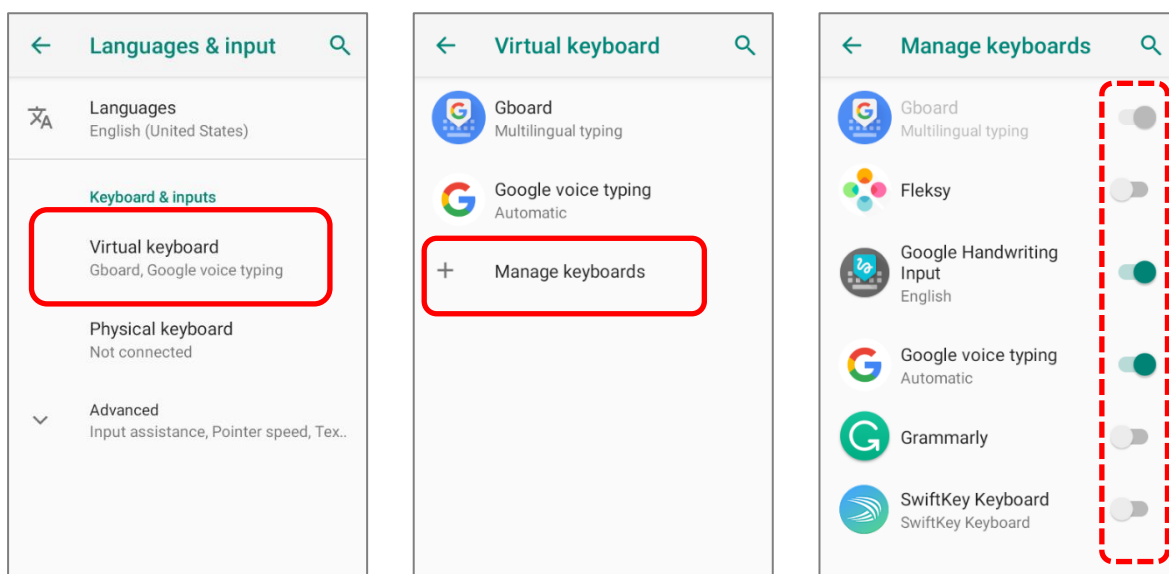 Languages & input
Languages
English (United States)
Keyboard & inputs
Virtual keyboard
Gboard, Google voice typing
Physical keyboard
Not connected
Advanced
Input assistance, Pointer speed, Tex..
Virtual keyboard
Gboard
Multilingual typing
Google voice typing
Automatic
Manage keyboards
Manage keyboards
Gboard
Multilingual typing
Fleksy
Google Handwriting
Input
English
Google voice typing
Automatic
Grammarly
SwiftKey Keyboard
SwiftKey Keyboard